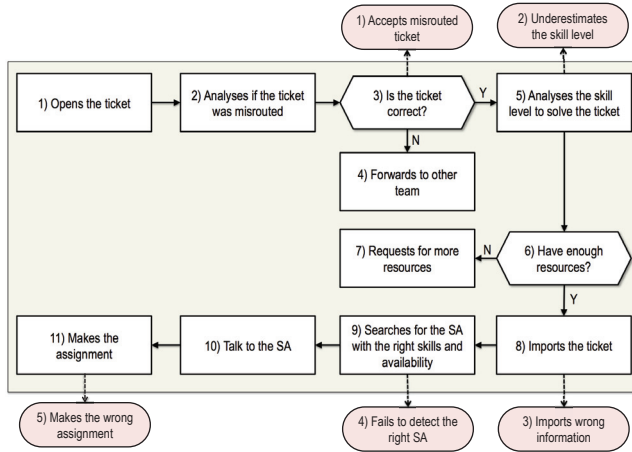 1) Accepts misrouted
ticket
2) Underestimates
the skill level
1) Opens the ticket
2) Analyses if the ticket
was misrouted
3) Is the ticket
correct?
Y
5) Analyses the skill
level to solve the ticket
N
4) Forwards to other
team
7) Requests for more
resources
N
6) Have enough
resources?
Y
11) Makes the
assignment
10) Talk to the SA
9) Searches for the SA
with the right skills and
availability
8) Imports the ticket
5) Makes the wrong
assignment
4) Fails to detect the
right SA
3) Imports wrong
information